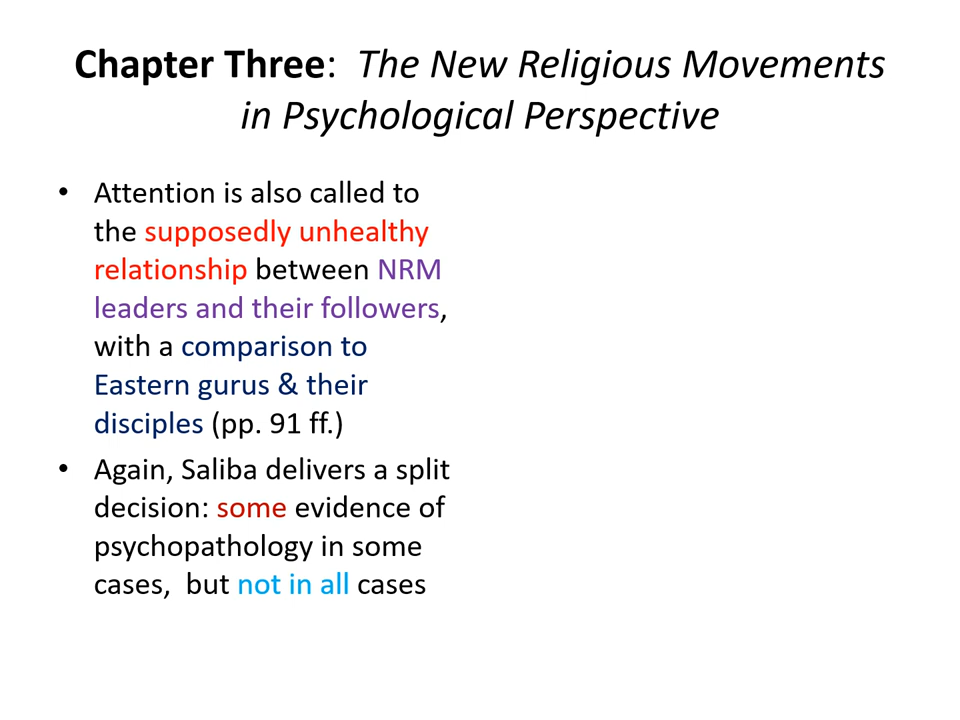 Chapter Three:  The New Religious Movements
in Psychological Perspective
• Attention is also called to
the supposedly unhealthy
relationship between NRM
leaders and their followers,
with a comparison to
Eastern gurus & their
disciples (pp. 91 ff.)
• Again, Saliba delivers a split
decision: some evidence of
psychopathology in some
cases,  but not in all cases